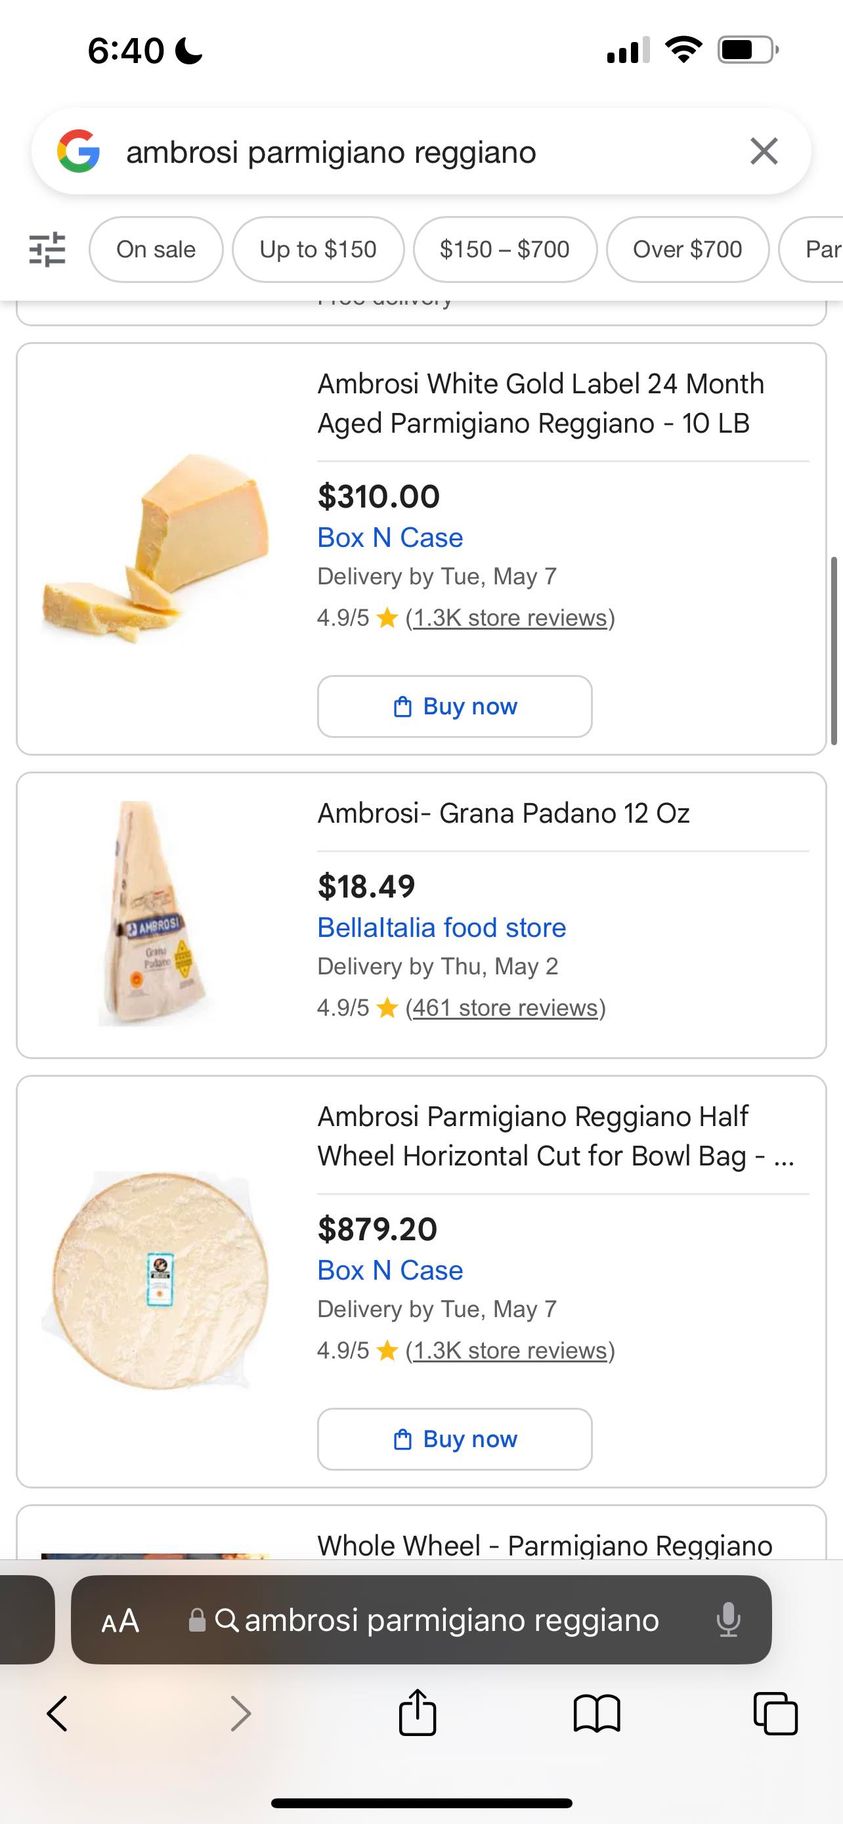 6:40
ambrosi parmigiano reggiano
On sale
Up to $150
$150 – $700
Over $700
Par
Free delivery
Ambrosi White Gold Label 24 Month
Aged Parmigiano Reggiano - 10 LB
$310.00
Box N Case
Delivery by Tue, May 7
4.9/5 ★ (1.3K store reviews)
Buy now
AMBROSI
Grana
Padano
Ambrosi- Grana Padano 12 Oz
$18.49
BellaItalia food store
Delivery by Thu, May 2
4.9/5 ★ (461 store reviews)
Ambrosi Parmigiano Reggiano Half
Wheel Horizontal Cut for Bowl Bag - ...
$879.20
Box N Case
Delivery by Tue, May 7
4.9/5 ★ (1.3K store reviews)
Buy now
Whole Wheel - Parmigiano Reggiano
AA
ambrosi parmigiano reggiano